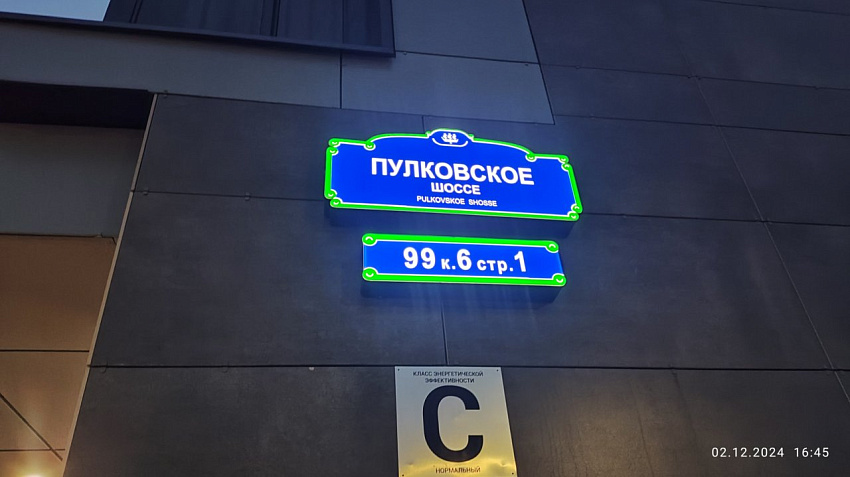 ПУЛКОВСКОЕ
ШОССЕ
PULKOVSKOE SHOSSE
99 к.6 стр.1
КЛАСС ЭНЕРГЕТИЧЕСКОЙ
ЭФФЕКТИВНОСТИ
C
НОРМАЛЬНЫЙ
02.12.2024 16:45